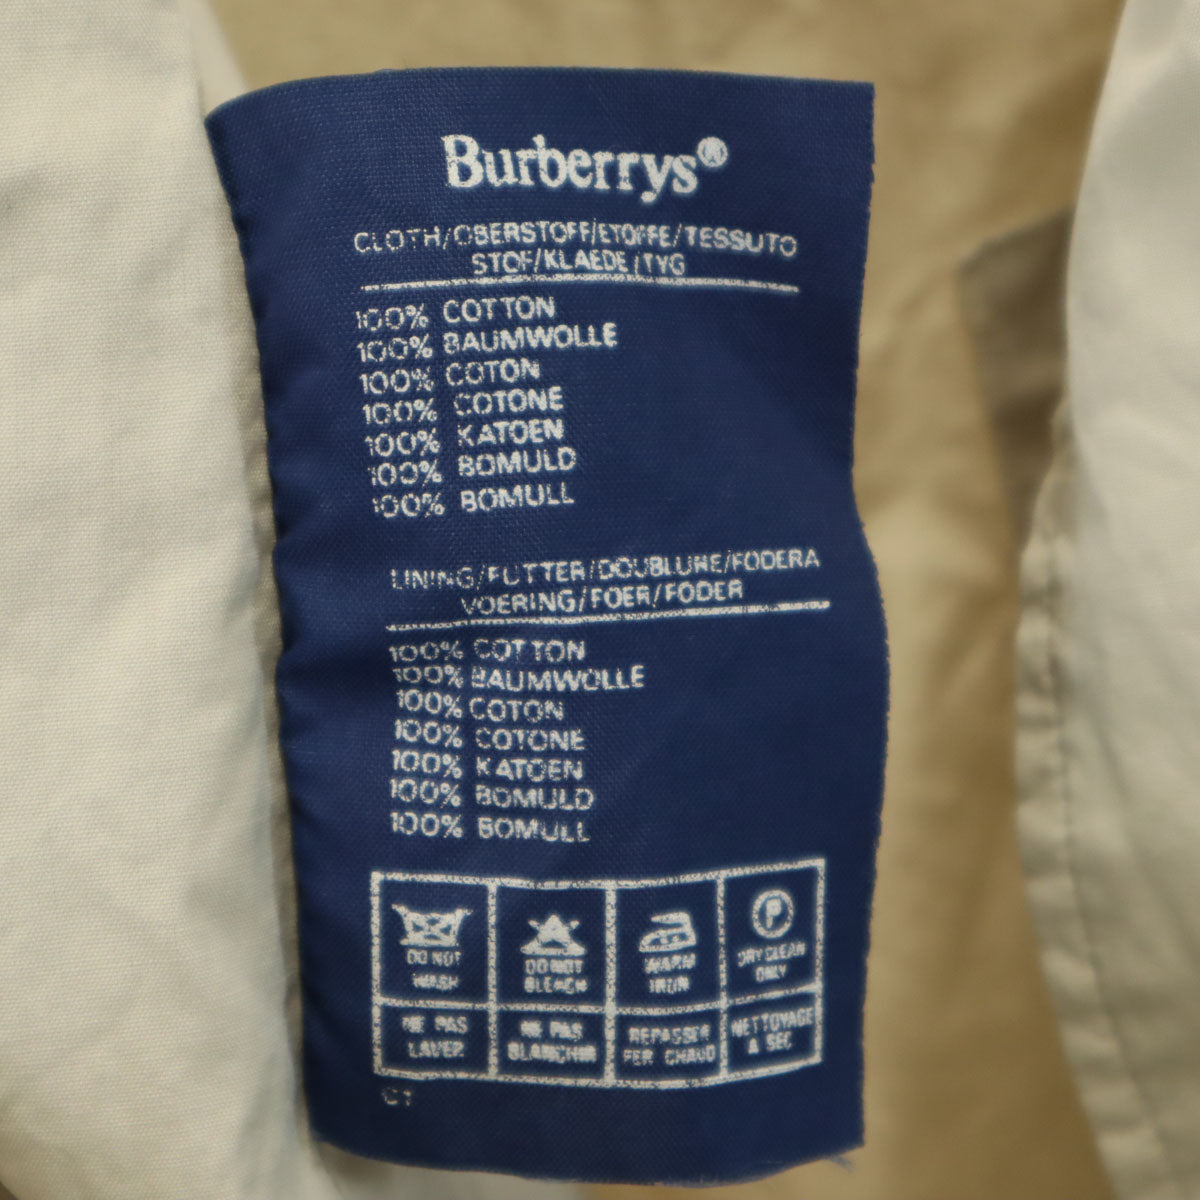 Burberrys®
CLOTH/OBERSTOFF/ETOFFE/TESSUTO
STOF/KLAEDE/TYG
100% COTTON
100% BAUMWOLLE
100% COTON
100% COTONE
100% KATOEN
100% BOMULD
100% BOMULL
LINING/FUTTER/DOUBLURE/FODERA
VOERING/FOER/FODER
100% COTTON
100% BAUMWOLLE
100% COTON
100% COTONE
100% KATOEN
100% BOMULD
100% BOMULL
P
DO NOT
WASH
DO NOT
BLEACH
WARM
IRON
DRY CLEAN
ONLY
NE PAS
LAVER
NE PAS
BLANCHIR
REPASSER
FER CHAUD
NETTOYAGE
A SEC